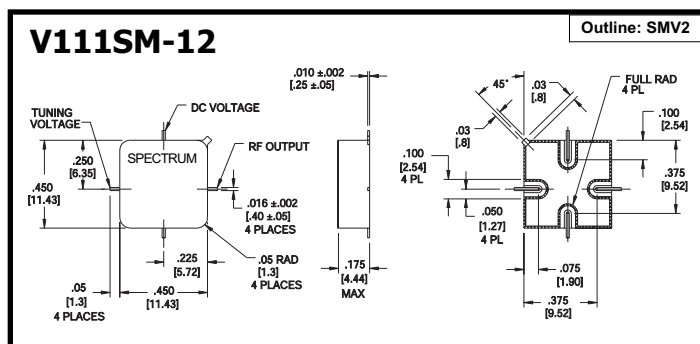 V111SM-12
Outline: SMV2
.010 ±.002
[.25 ±.05]
TUNING
VOLTAGE
DC VOLTAGE
SPECTRUM
RF OUTPUT
.250
[6.35]
.450
[11.43]
.016 ±.002
[.40 ±.05]
4 PLACES
.225
[5.72]
.05 RAD
[1.3]
4 PLACES
.05
[1.3]
4 PLACES
.450
[11.43]
.175
[4.44]
MAX
45°
.03
[.8]
.03
[.8]
FULL RAD
4 PL
.100
[2.54]
.100
[2.54]
4 PL
.375
[9.52]
.050
[1.27]
4 PL
.075
[1.90]
.375
[9.52]